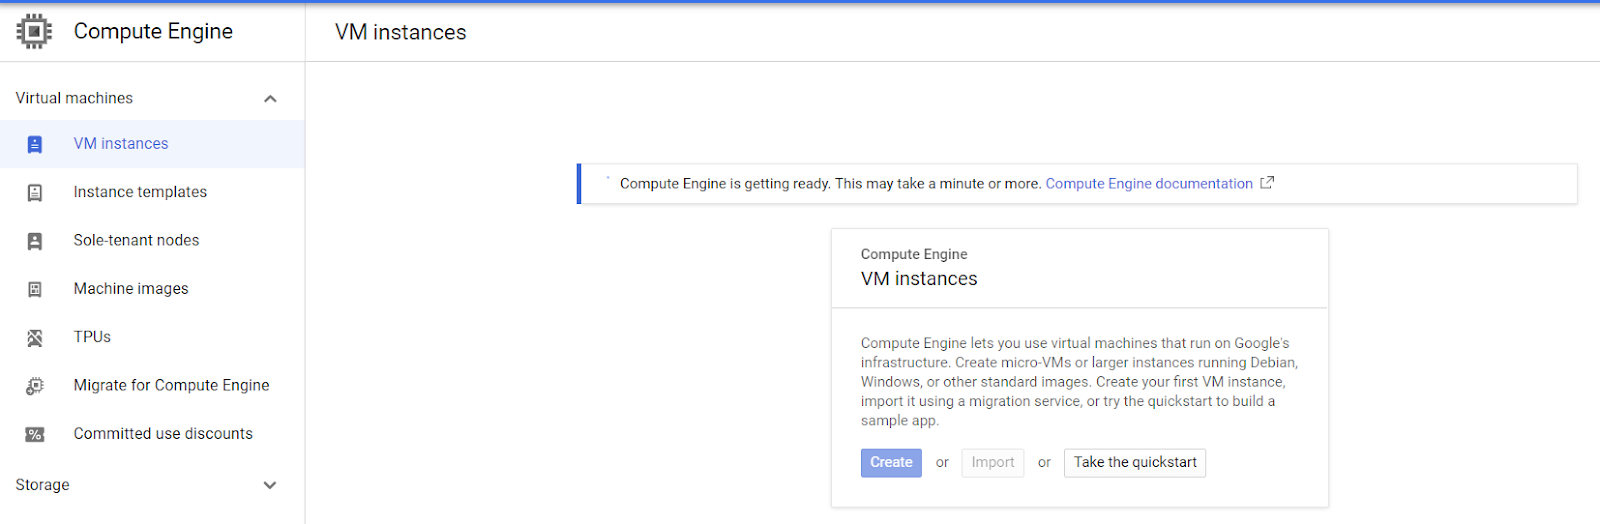 Compute Engine
VM instances
Virtual machines
VM instances
Instance templates
Sole-tenant nodes
Machine images
TPUs
Migrate for Compute Engine
Committed use discounts
Storage
Compute Engine is getting ready. This may take a minute or more. Compute Engine documentation
Compute Engine
VM instances
Compute Engine lets you use virtual machines that run on Google's
infrastructure. Create micro-VMs or larger instances running Debian,
Windows, or other standard images. Create your first VM instance,
import it using a migration service, or try the quickstart to build a
sample app.
Create or Import or Take the quickstart